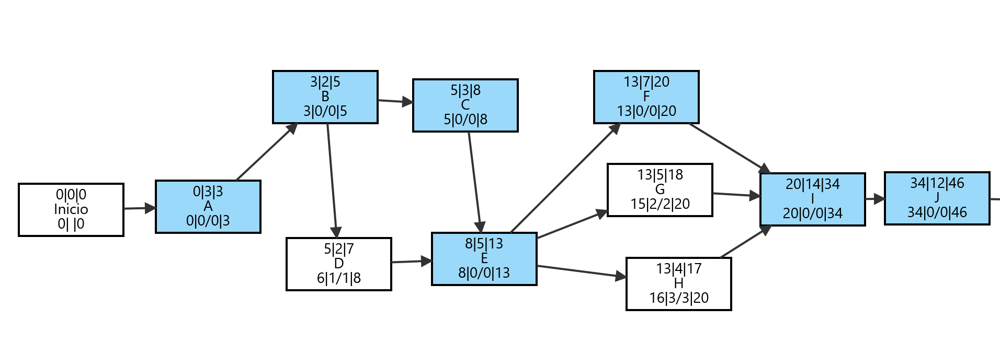 0|0|0
Inicio
0| |0
0|3|3
A
0|0/0|3
3|2|5
B
3|0/0|5
5|3|8
C
5|0/0|8
5|2|7
D
6|1/1|8
8|5|13
E
8|0/0|13
13|7|20
F
13|0/0|20
13|5|18
G
15|2/2|20
13|4|17
H
16|3/3|20
20|14|34
I
20|0/0|34
34|12|46
J
34|0/0|46